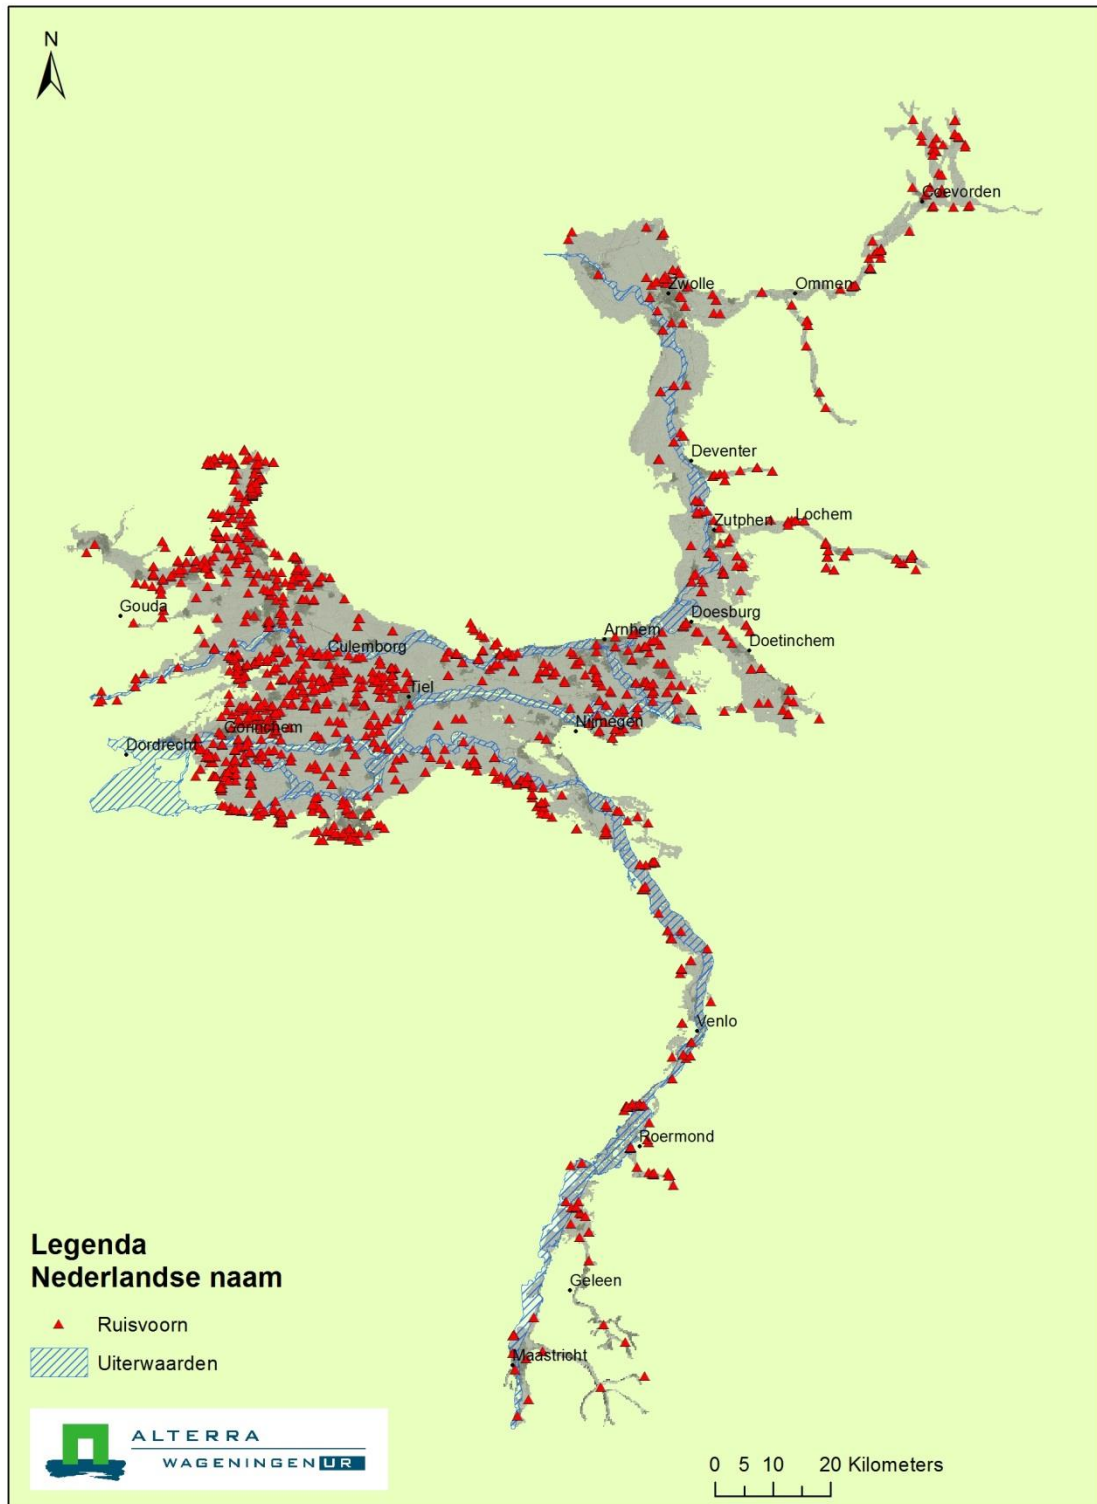 N
Coevorden
Zwolle
Ommen
Deventer
Zutphen
Lochem
Gouda
Doesburg
Arnhem
Doetinchem
Culemborg
Tiel
Gorinchem
Nijmegen
Dordrecht
Venlo
Roermond
Geleen
Maastricht
Legenda
Nederlandse naam
Ruisvoorn
Uiterwaarden
ALTERRA
WAGENINGEN UR
0 5 10 20 Kilometers